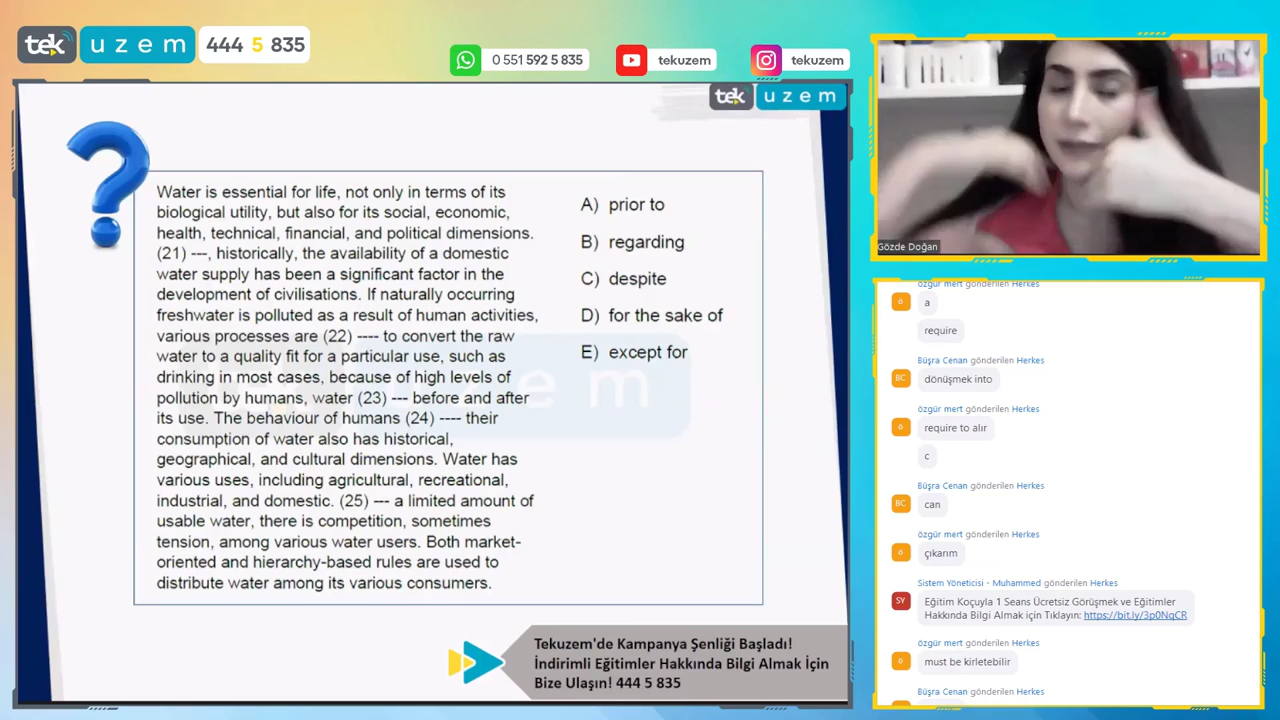 tek uzem 444 5 835
0 551 592 5 835 tekuzem tekuzem
tek uzem
Water is essential for life, not only in terms of its
biological utility, but also for its social, economic,
health, technical, financial, and political dimensions.
(21) ---, historically, the availability of a domestic
water supply has been a significant factor in the
development of civilisations. If naturally occurring
freshwater is polluted as a result of human activities,
various processes are (22) ---- to convert the raw
water to a quality fit for a particular use, such as
drinking in most cases, because of high levels of
pollution by humans, water (23) --- before and after
its use. The behaviour of humans (24) ---- their
consumption of water also has historical,
geographical, and cultural dimensions. Water has
various uses, including agricultural, recreational,
industrial, and domestic. (25) --- a limited amount of
usable water, there is competition, sometimes
tension, among various water users. Both market-
oriented and hierarchy-based rules are used to
distribute water among its various consumers.
A) prior to
B) regarding
C) despite
D) for the sake of
E) except for
Tekuzem'de Kampanya Şenliği Başladı!
İndirimli Eğitimler Hakkında Bilgi Almak İçin
Bize Ulaşın! 444 5 835
Gözde Doğan
özgür mert gönderilen Herkes
ö a
require
Büşra Cenan gönderilen Herkes
BC dönüşmek into
özgür mert gönderilen Herkes
ö require to alır
c
Büşra Cenan gönderilen Herkes
BC can
özgür mert gönderilen Herkes
ö çıkarım
Sistem Yöneticisi - Muhammed gönderilen Herkes
SY Eğitim Koçuyla 1 Seans Ücretsiz Görüşmek ve Eğitimler
Hakkında Bilgi Almak için Tıklayın: https://bit.ly/3p0NqCR
özgür mert gönderilen Herkes
ö must be kirletebilir
Büşra Cenan gönderilen Herkes